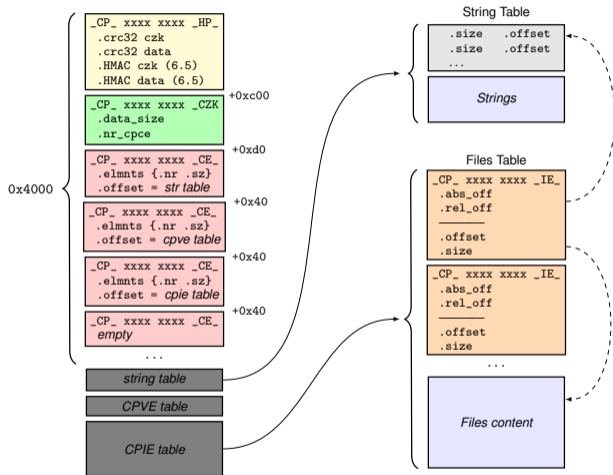 _CP_ xxxx xxxx _HP_
.crc32 czk
.crc32 data
.HMAC czk (6.5)
.HMAC data (6.5)
+0xc00
_CP_ xxxx xxxx _CZK
.data_size
.nr_cpce
+0xd0
_CP_ xxxx xxxx _CE_
.elmnts {.nr .sz}
.offset = str table
0x4000
+0x40
_CP_ xxxx xxxx _CE_
.elmnts {.nr .sz}
.offset = cpve table
+0x40
_CP_ xxxx xxxx _CE_
.elmnts {.nr .sz}
.offset = cpie table
+0x40
_CP_ xxxx xxxx _CE_
empty
...
string table
CPVE table
CPIE table
String Table
.size .offset
.size .offset
...
Strings
Files Table
_CP_ xxxx xxxx _IE_
.abs_off
.rel_off
.offset
.size
_CP_ xxxx xxxx _IE_
.abs_off
.rel_off
.offset
.size
...
Files content